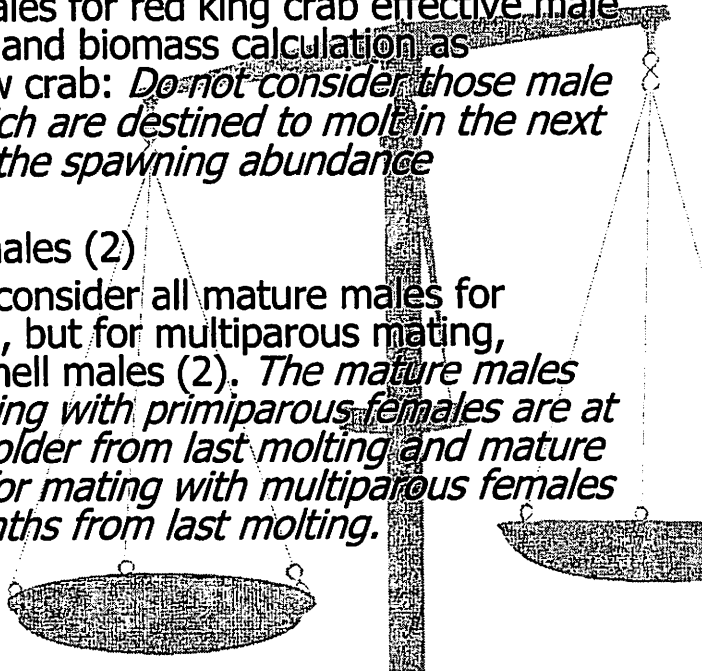 ales for red king crab effective male
and biomass calculation as
w crab: Do not consider those male
ch are destined to molt in the next
the spawning abundance
ales (2)
consider all mature males for
, but for multiparous mating,
hell males (2). The mature males
ing with primiparous females are at
older from last molting and mature
or mating with multiparous females
nths from last molting.